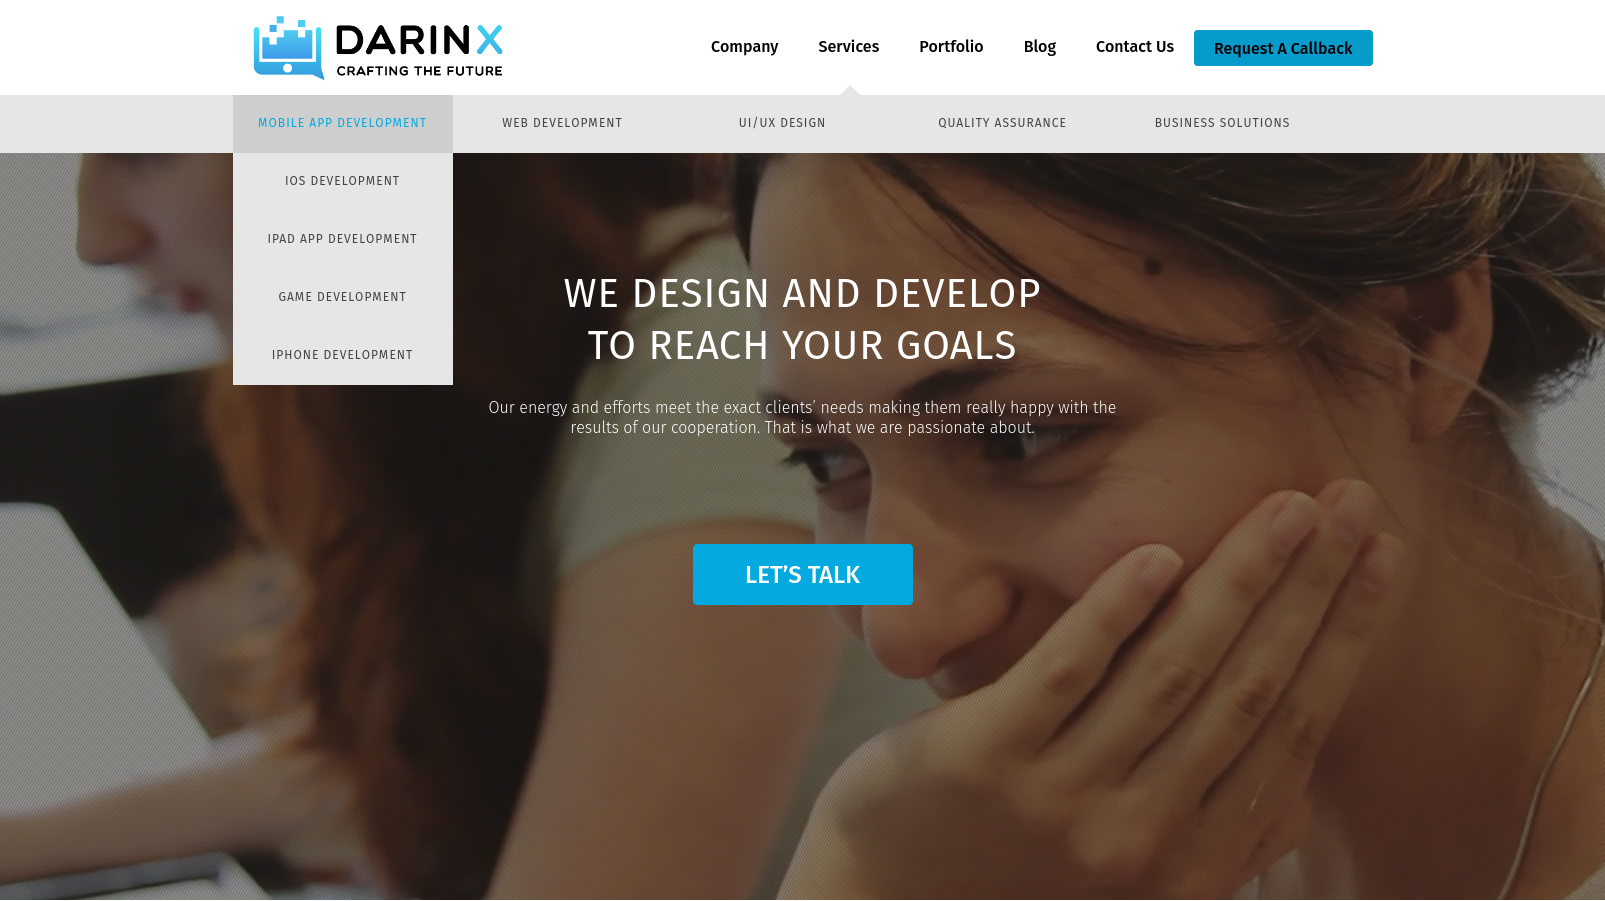 DARINX
CRAFTING THE FUTURE
Company
Services
Portfolio
Blog
Contact Us
Request A Callback
MOBILE APP DEVELOPMENT
WEB DEVELOPMENT
UI/UX DESIGN
QUALITY ASSURANCE
BUSINESS SOLUTIONS
IOS DEVELOPMENT
IPAD APP DEVELOPMENT
GAME DEVELOPMENT
IPHONE DEVELOPMENT
WE DESIGN AND DEVELOP
TO REACH YOUR GOALS
Our energy and efforts meet the exact clients’ needs making them really happy with the
results of our cooperation. That is what we are passionate about.
LET’S TALK